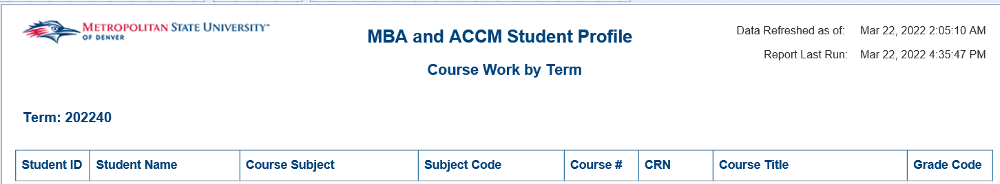 METROPOLITAN STATE UNIVERSITY™
OF DENVER
MBA and ACCM Student Profile
Course Work by Term
Data Refreshed as of: Mar 22, 2022 2:05:10 AM
Report Last Run: Mar 22, 2022 4:35:47 PM
Term: 202240
Student ID Student Name Course Subject Subject Code Course # CRN Course Title Grade Code